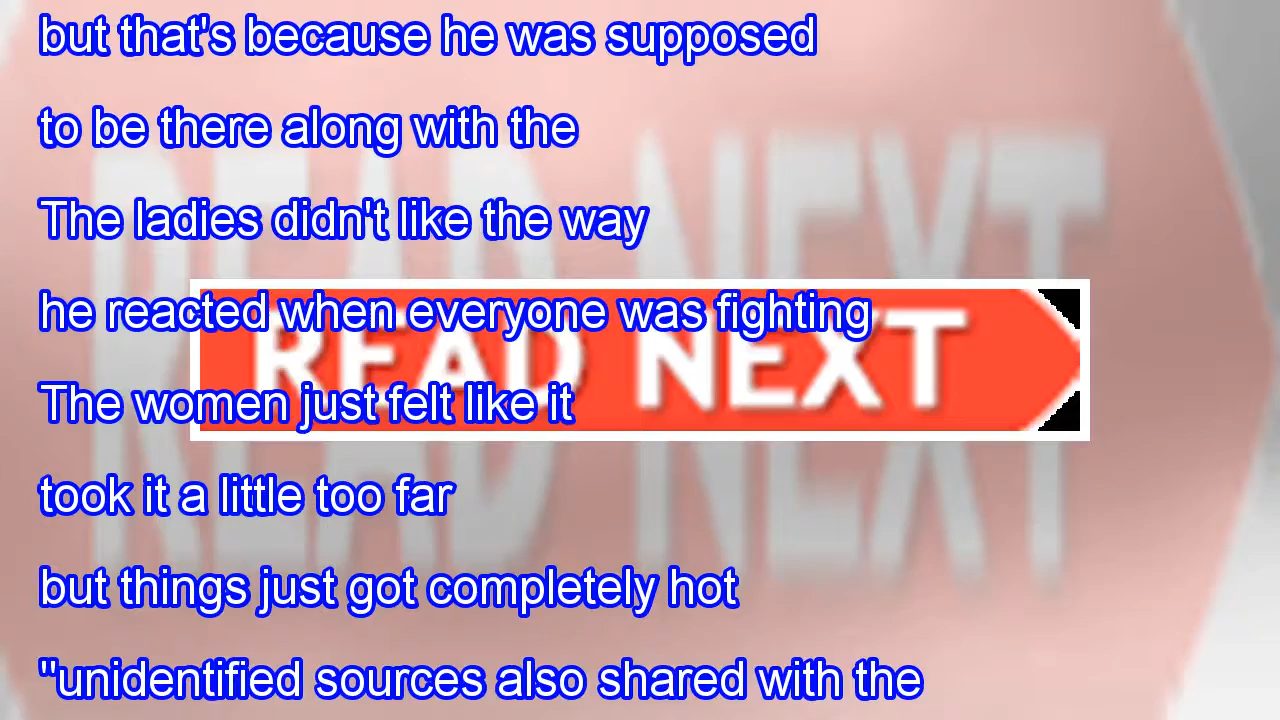 but that's because he was supposed
to be there along with the
The ladies didn't like the way
he reacted when everyone was fighting
READ NEXT
The women just felt like it
took it a little too far
but things just got completely hot
"unidentified sources also shared with the